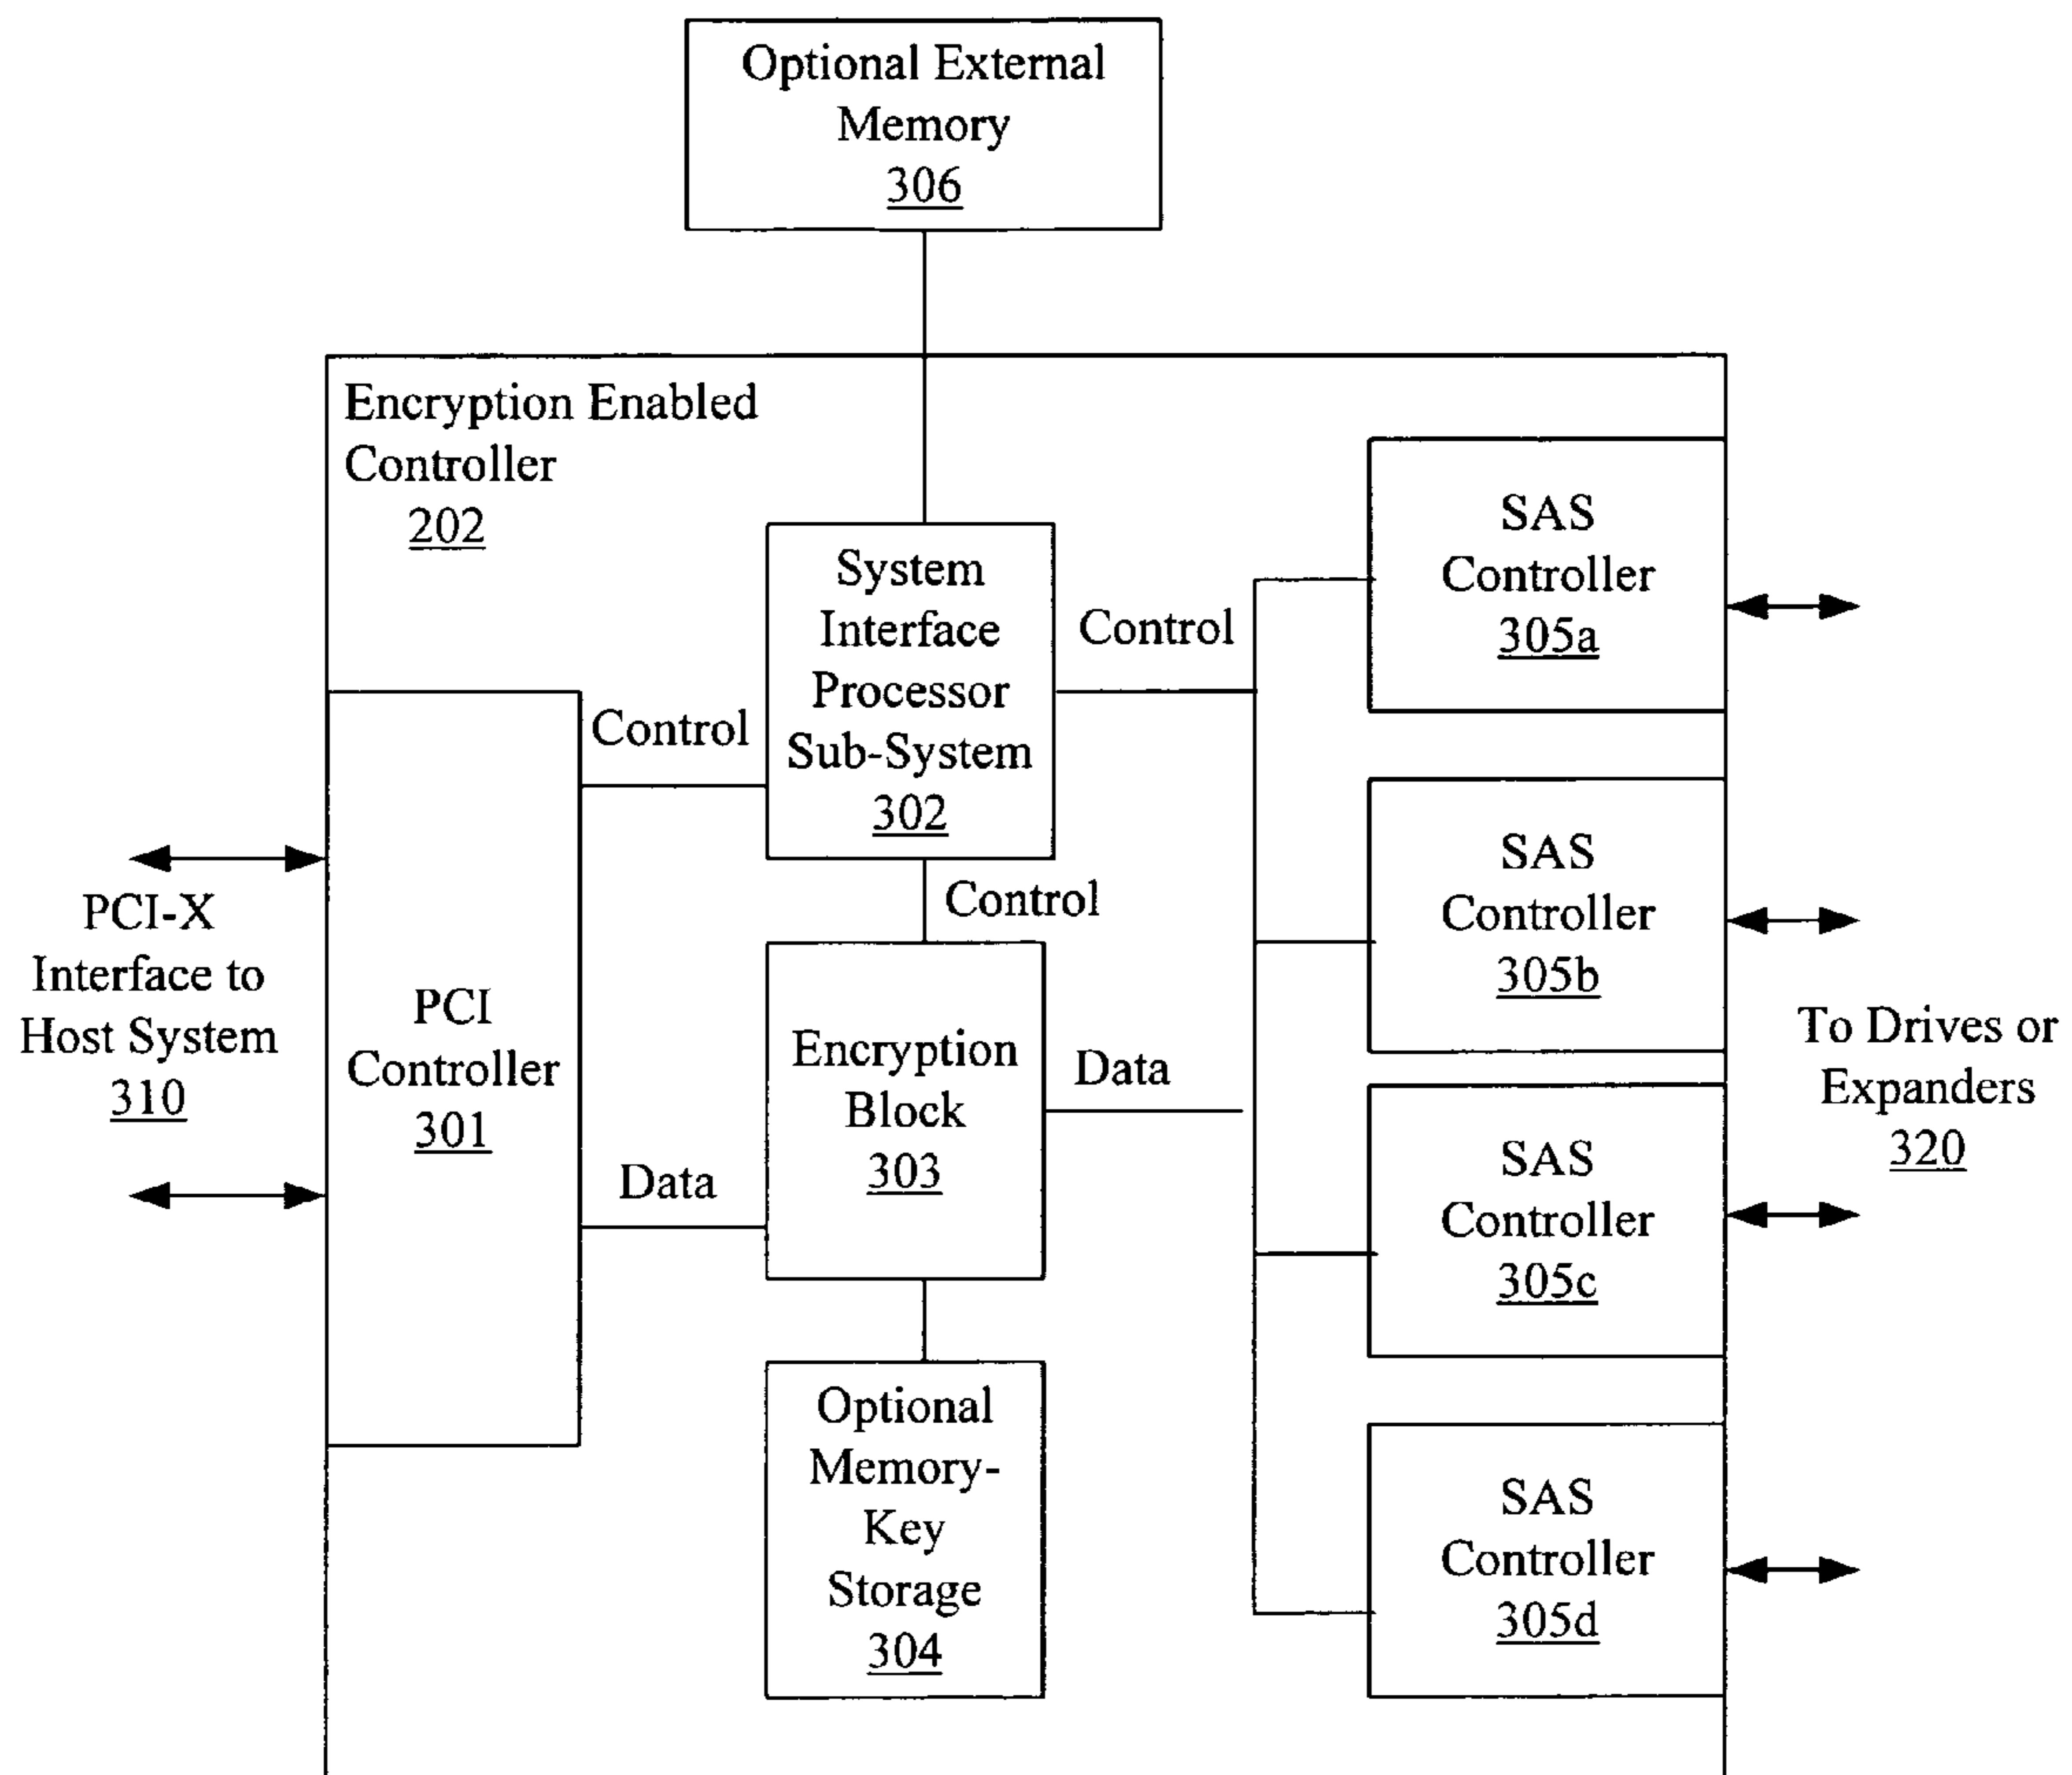 Optional External
Memory
306
Encryption Enabled
Controller
202
System
Interface
Processor
Sub-System
302
Control
Control
Control
SAS
Controller
305a
SAS
Controller
305b
SAS
Controller
305c
SAS
Controller
305d
PCI-X
Interface to
Host System
310
PCI
Controller
301
Data
Encryption
Block
303
Data
Optional
Memory-
Key
Storage
304
To Drives or
Expanders
320